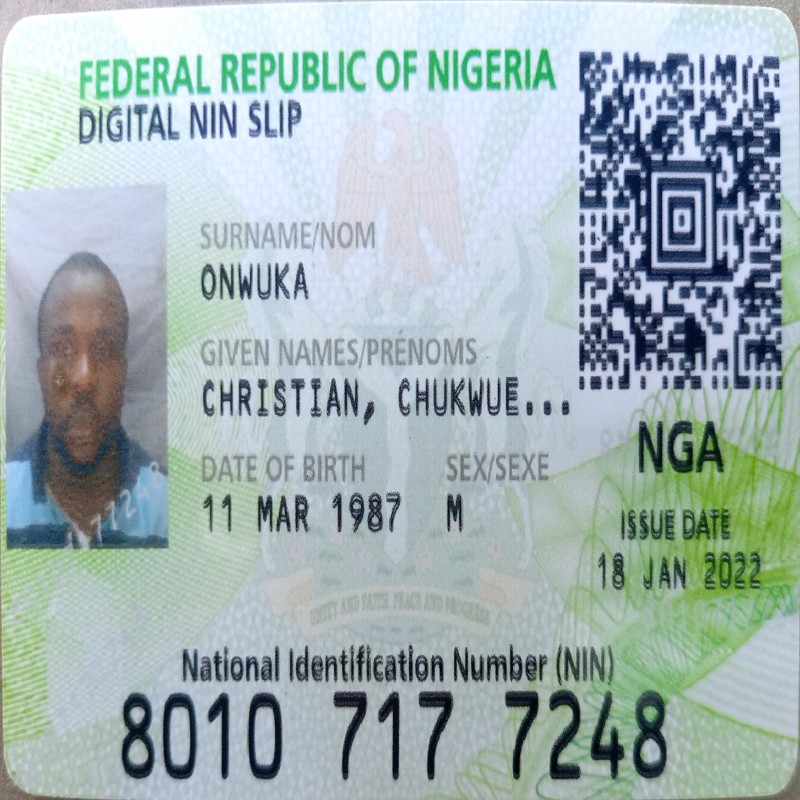 FEDERAL REPUBLIC OF NIGERIA
DIGITAL NIN SLIP
SURNAME/NOM
ONWUKA
GIVEN NAMES/PRÉNOMS
CHRISTIAN, CHUKWUE...
DATE OF BIRTH SEX/SEXE
11 MAR 1987 M
NGA
ISSUE DATE
18 JAN 2022
UNITY AND FAITH, PEACE AND PROGRESS
National Identification Number (NIN)
8010 717 7248